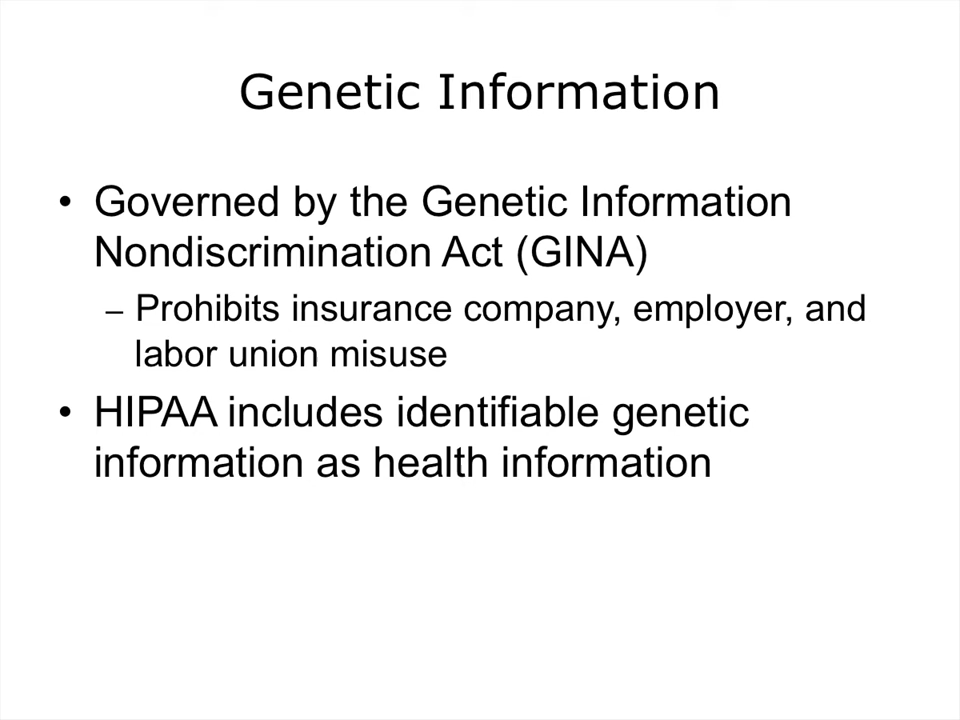 Genetic Information
• Governed by the Genetic Information
Nondiscrimination Act (GINA)
– Prohibits insurance company, employer, and
labor union misuse
• HIPAA includes identifiable genetic
information as health information